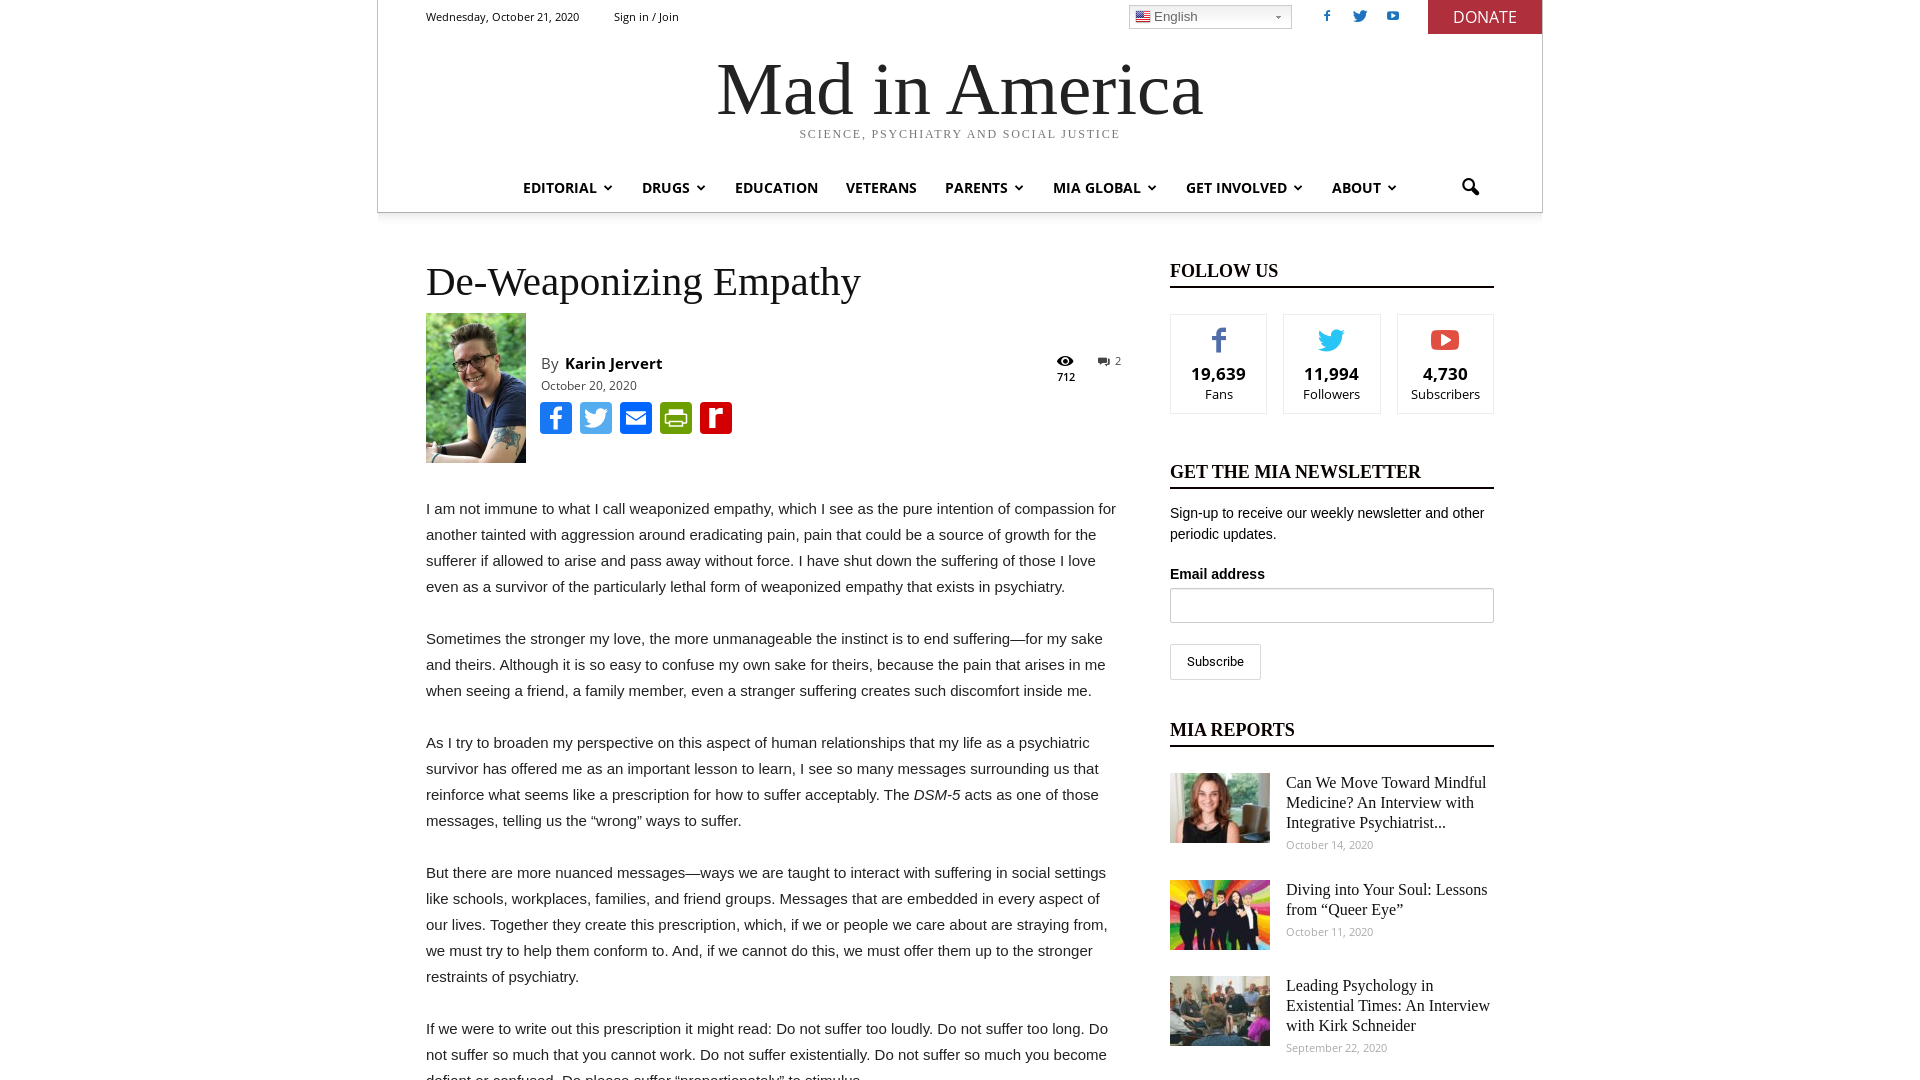 Wednesday, October 21, 2020
Sign in / Join
English
DONATE
Mad in America
SCIENCE, PSYCHIATRY AND SOCIAL JUSTICE
EDITORIAL DRUGS EDUCATION VETERANS PARENTS MIA GLOBAL GET INVOLVED ABOUT
De-Weaponizing Empathy
By Karin Jervert
October 20, 2020
712
2
I am not immune to what I call weaponized empathy, which I see as the pure intention of compassion for
another tainted with aggression around eradicating pain, pain that could be a source of growth for the
sufferer if allowed to arise and pass away without force. I have shut down the suffering of those I love
even as a survivor of the particularly lethal form of weaponized empathy that exists in psychiatry.
Sometimes the stronger my love, the more unmanageable the instinct is to end suffering—for my sake
and theirs. Although it is so easy to confuse my own sake for theirs, because the pain that arises in me
when seeing a friend, a family member, even a stranger suffering creates such discomfort inside me.
As I try to broaden my perspective on this aspect of human relationships that my life as a psychiatric
survivor has offered me as an important lesson to learn, I see so many messages surrounding us that
reinforce what seems like a prescription for how to suffer acceptably. The DSM-5 acts as one of those
messages, telling us the “wrong” ways to suffer.
But there are more nuanced messages—ways we are taught to interact with suffering in social settings
like schools, workplaces, families, and friend groups. Messages that are embedded in every aspect of
our lives. Together they create this prescription, which, if we or people we care about are straying from,
we must try to help them conform to. And, if we cannot do this, we must offer them up to the stronger
restraints of psychiatry.
If we were to write out this prescription it might read: Do not suffer too loudly. Do not suffer too long. Do
not suffer so much that you cannot work. Do not suffer existentially. Do not suffer so much you become
defiant or confused. Do please suffer “proportionately” to stimulus.
FOLLOW US
19,639
Fans
11,994
Followers
4,730
Subscribers
GET THE MIA NEWSLETTER
Sign-up to receive our weekly newsletter and other
periodic updates.
Email address
Subscribe
MIA REPORTS
Can We Move Toward Mindful
Medicine? An Interview with
Integrative Psychiatrist...
October 14, 2020
Diving into Your Soul: Lessons
from “Queer Eye”
October 11, 2020
Leading Psychology in
Existential Times: An Interview
with Kirk Schneider
September 22, 2020